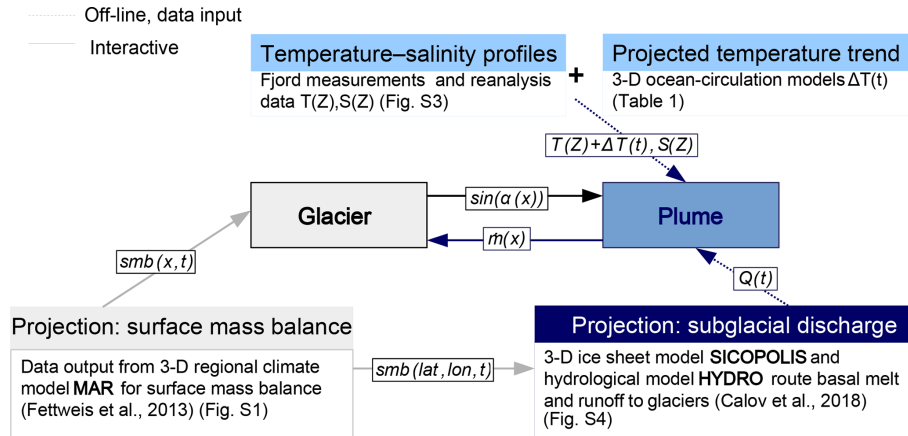 Off-line, data input
Interactive
Temperature–salinity profiles
Fjord measurements and reanalysis
data T(Z),S(Z) (Fig. S3)
+
Projected temperature trend
3-D ocean-circulation models ΔT(t)
(Table 1)
T(Z)+ΔT(t),S(Z)
Glacier
sin(α(x))
Plume
ṁ(x)
smb(x,t)
Q(t)
Projection: surface mass balance
Data output from 3-D regional climate
model MAR for surface mass balance
(Fettweis et al., 2013) (Fig. S1)
smb(lat,lon,t)
Projection: subglacial discharge
3-D ice sheet model SICOPOLIS and
hydrological model HYDRO route basal melt
and runoff to glaciers (Calov et al., 2018)
(Fig. S4)